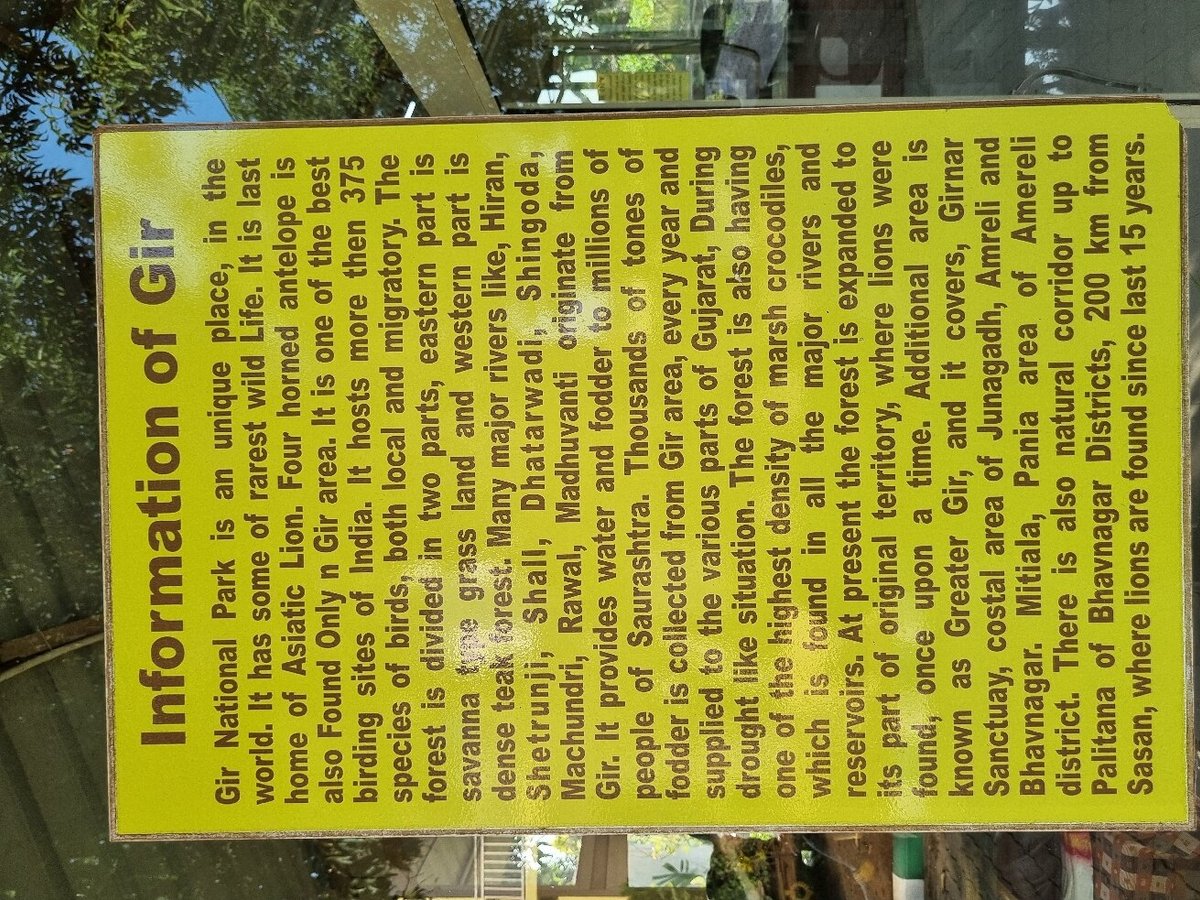 Information of Gir
Gir National Park is an unique place, in the
world. It has some of rarest wild Life. It is last
home of Asiatic Lion. Four horned antelope is
also Found Only n Gir area. It is one of the best
birding sites of India. It hosts more then 375
species of birds, both local and migratory. The
forest is divided in two parts, eastern part is
savanna type grass land and western part is
dense teak forest. Many major rivers like, Hiran,
Shetrunji, Shall, Dhatarwadi, Shingoda,
Machundri, Rawal, Madhuvanti originate from
Gir. It provides water and fodder to millions of
people of Saurashtra. Thousands of tones of
fodder is collected from Gir area, every year and
supplied to the various parts of Gujarat, During
drought like situation. The forest is also having
one of the highest density of marsh crocodiles,
which is found in all the major rivers and
reservoirs. At present the forest is expanded to
its part of original territory, where lions were
found, once upon a time. Additional area is
known as Greater Gir, and it covers, Girnar
Sanctuay, costal area of Junagadh, Amreli and
Bhavnagar. Mitiala, Pania area of Amereli
district. There is also natural corridor up to
Palitana of Bhavnagar Districts, 200 km from
Sasan, where lions are found since last 15 years.